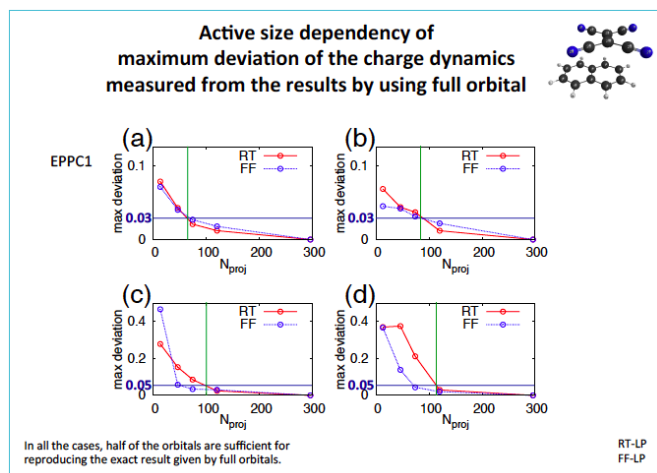 Active size dependency of
maximum deviation of the charge dynamics
measured from the results by using full orbital
EPPC1
(a)
RT
FF
max deviation
0.1
0.03
0
0 100 200 300
Nproj
(b)
RT
FF
max deviation
0.1
0.03
0
0 100 200 300
Nproj
(c)
RT
FF
max deviation
0.4
0.2
0.05
0
0 100 200 300
Nproj
(d)
RT
FF
max deviation
0.4
0.2
0.05
0
0 100 200 300
Nproj
In all the cases, half of the orbitals are sufficient for
reproducing the exact result given by full orbitals.
RT-LP
FF-LP